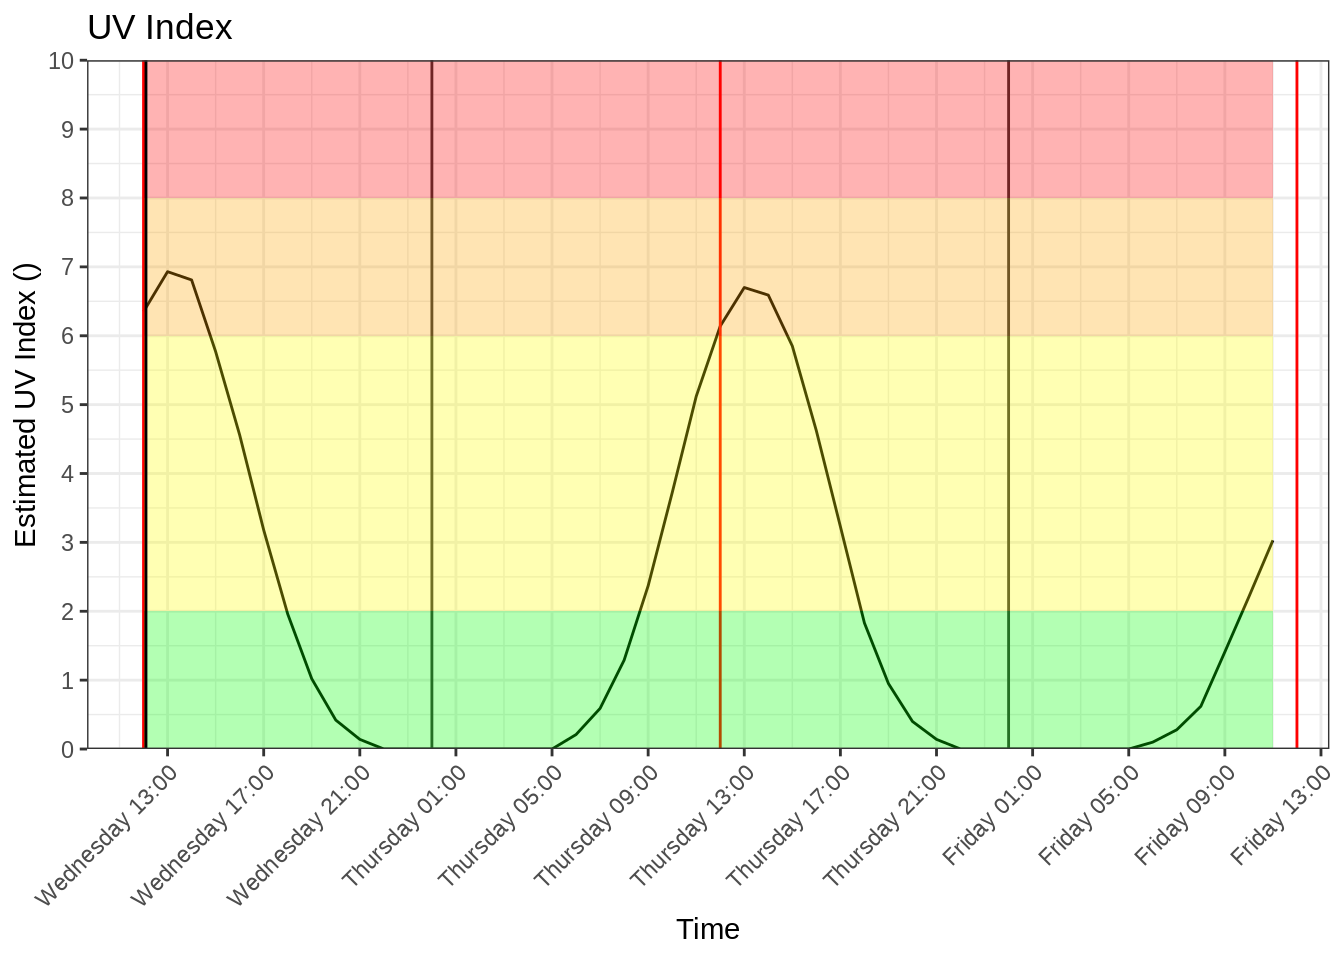 UV Index
Estimated UV Index ()
10
9
8
7
6
5
4
3
2
1
0
Wednesday 13:00
Wednesday 17:00
Wednesday 21:00
Thursday 01:00
Thursday 05:00
Thursday 09:00
Thursday 13:00
Thursday 17:00
Thursday 21:00
Friday 01:00
Friday 05:00
Friday 09:00
Friday 13:00
Time